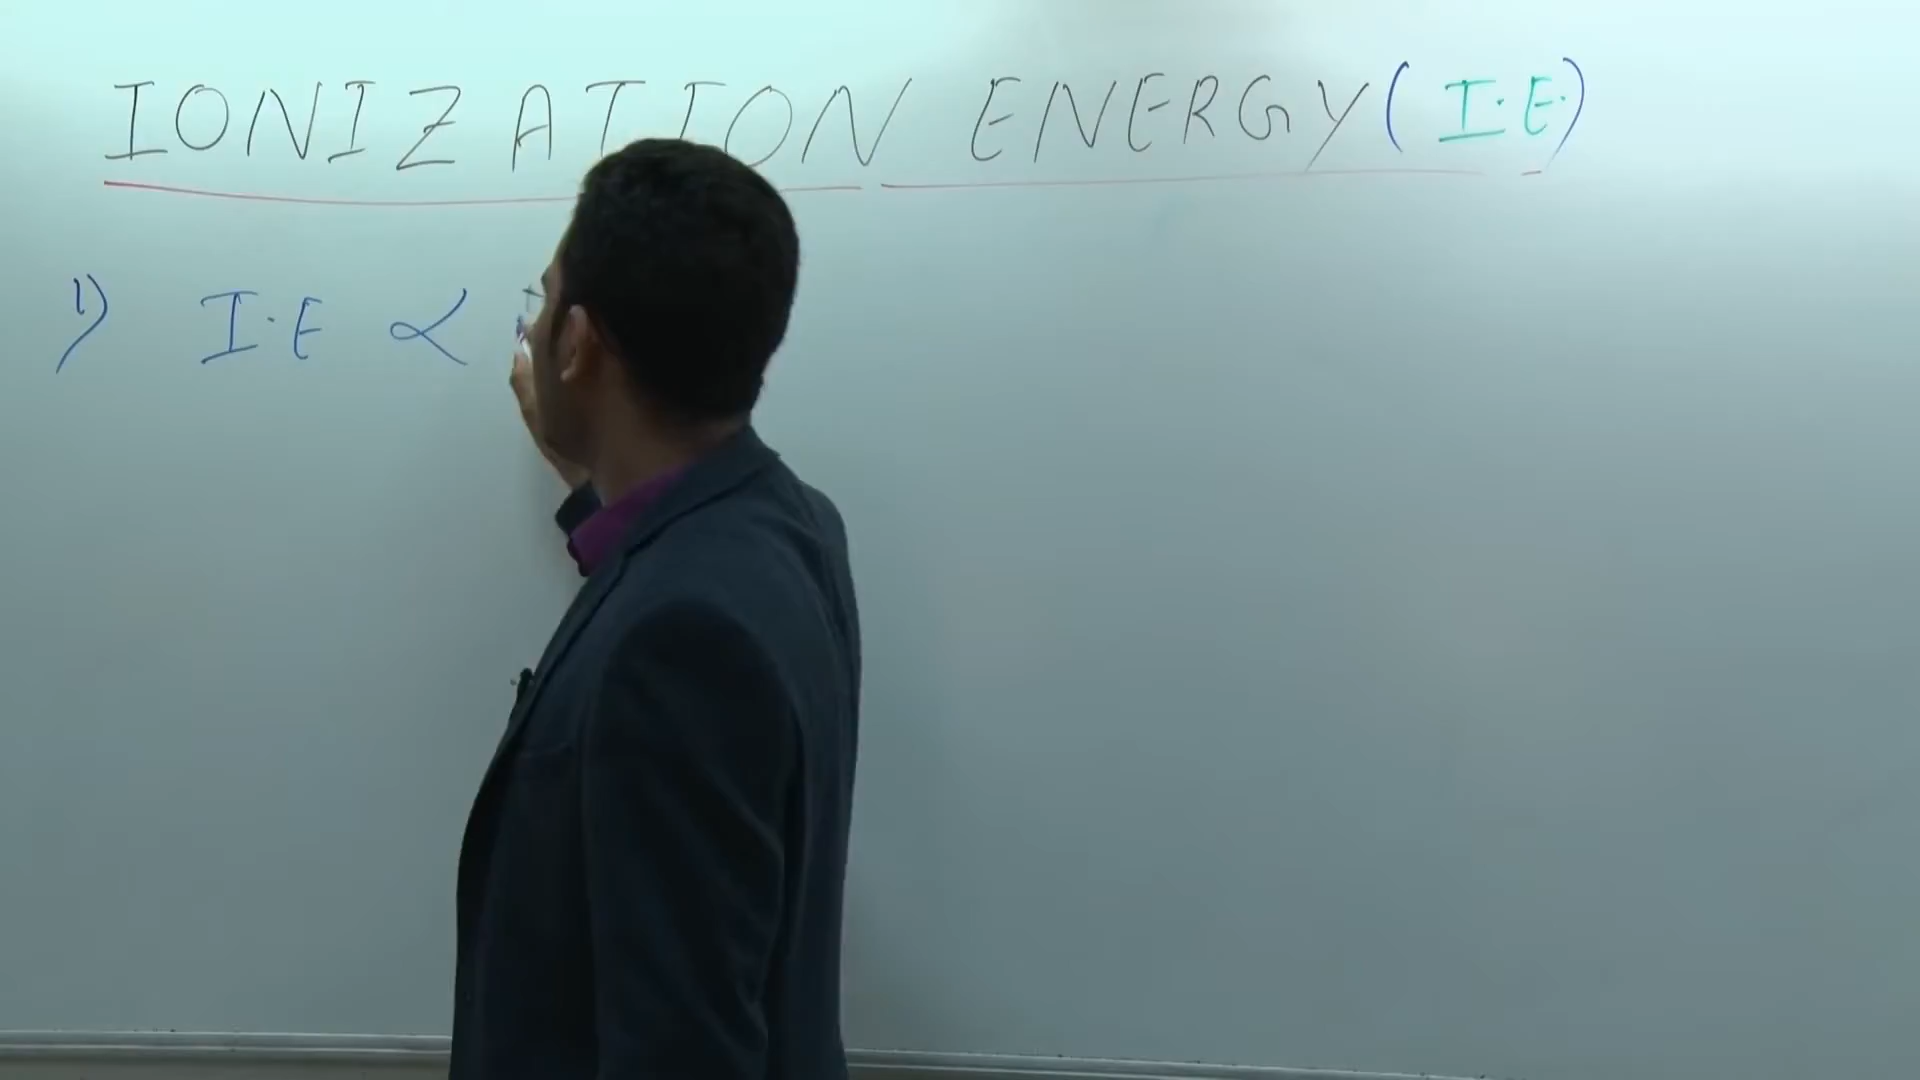 IONIZATION ENERGY (I.E.)
1) I.E ∝